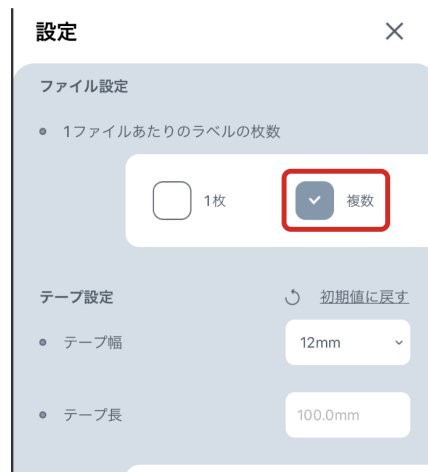 設定
ファイル設定
1ファイルあたりのラベルの枚数
1枚 複数
テープ設定 初期値に戻す
テープ幅 12mm
テープ長 100.0mm